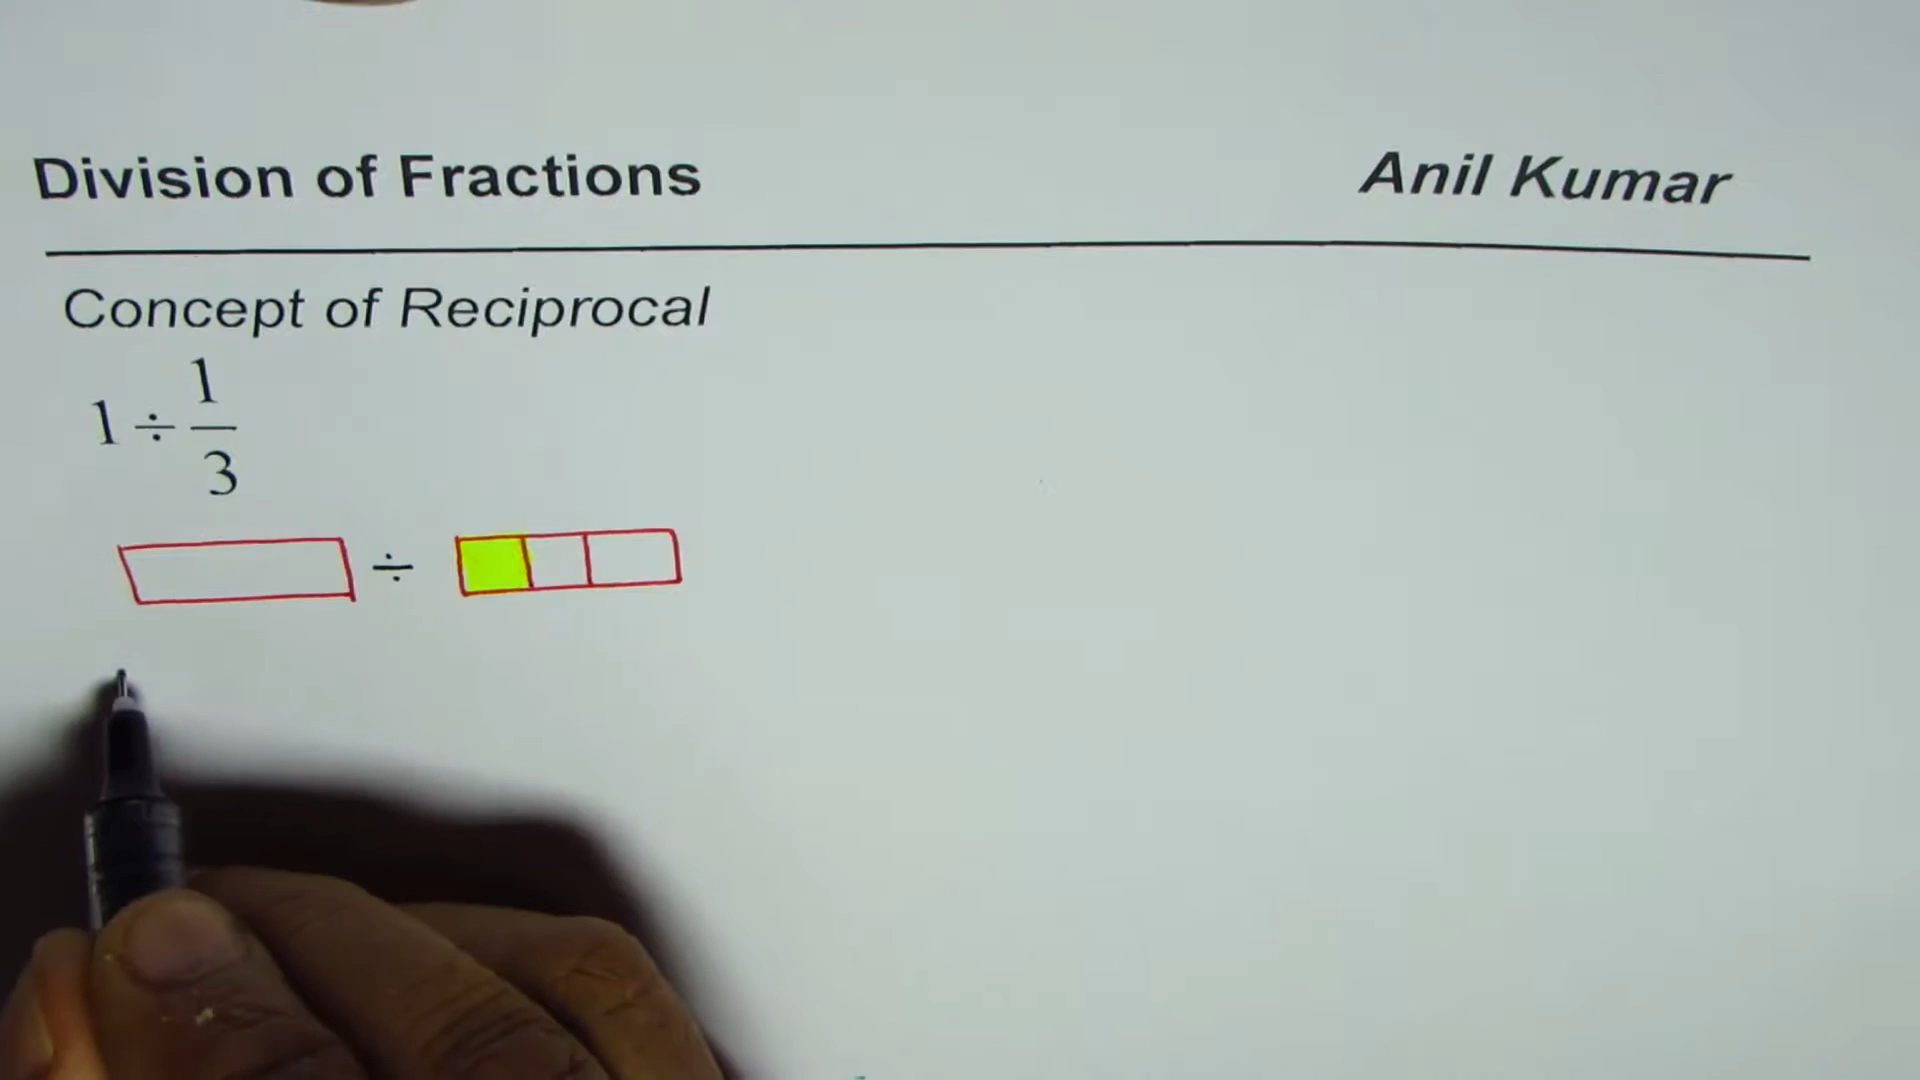 Division of Fractions Anil Kumar
Concept of Reciprocal
1 ÷ 1/3
÷